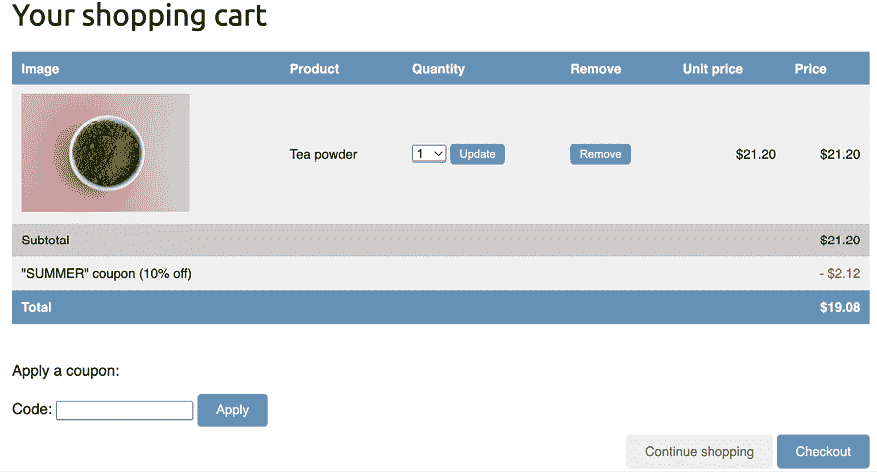 Your shopping cart
Image Product Quantity Remove Unit price Price
Tea powder 1 Update Remove $21.20 $21.20
Subtotal $21.20
"SUMMER" coupon (10% off) - $2.12
Total $19.08
Apply a coupon:
Code: Apply
Continue shopping Checkout